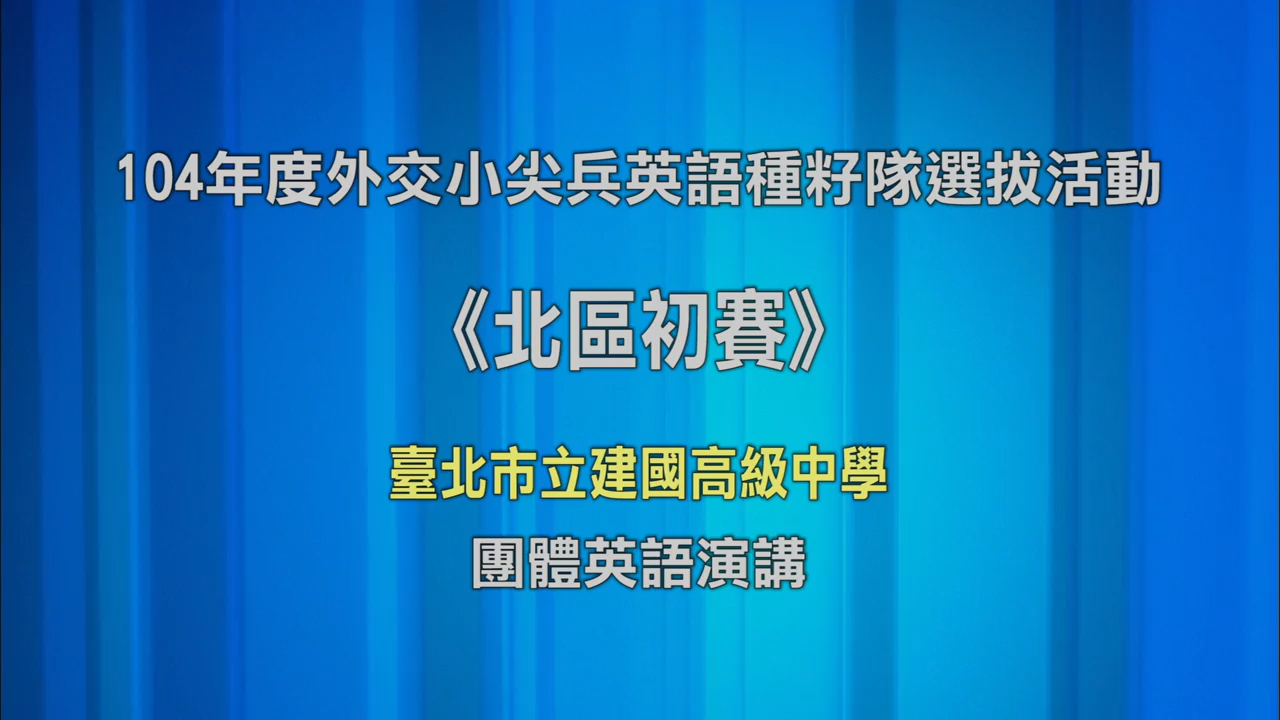 104年度外交小尖兵英語種籽隊選拔活動
《北區初賽》
臺北市立建國高級中學
團體英語演講